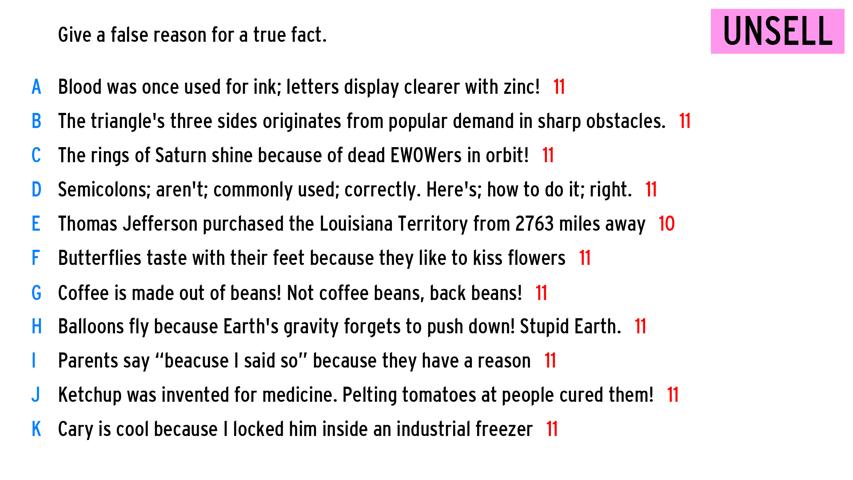 Give a false reason for a true fact.
UNSELL
A Blood was once used for ink; letters display clearer with zinc! 11
B The triangle's three sides originates from popular demand in sharp obstacles. 11
C The rings of Saturn shine because of dead EWOWers in orbit! 11
D Semicolons; aren't; commonly used; correctly. Here's; how to do it; right. 11
E Thomas Jefferson purchased the Louisiana Territory from 2763 miles away 10
F Butterflies taste with their feet because they like to kiss flowers 11
G Coffee is made out of beans! Not coffee beans, back beans! 11
H Balloons fly because Earth's gravity forgets to push down! Stupid Earth. 11
I Parents say “beacuse I said so” because they have a reason 11
J Ketchup was invented for medicine. Pelting tomatoes at people cured them! 11
K Cary is cool because I locked him inside an industrial freezer 11